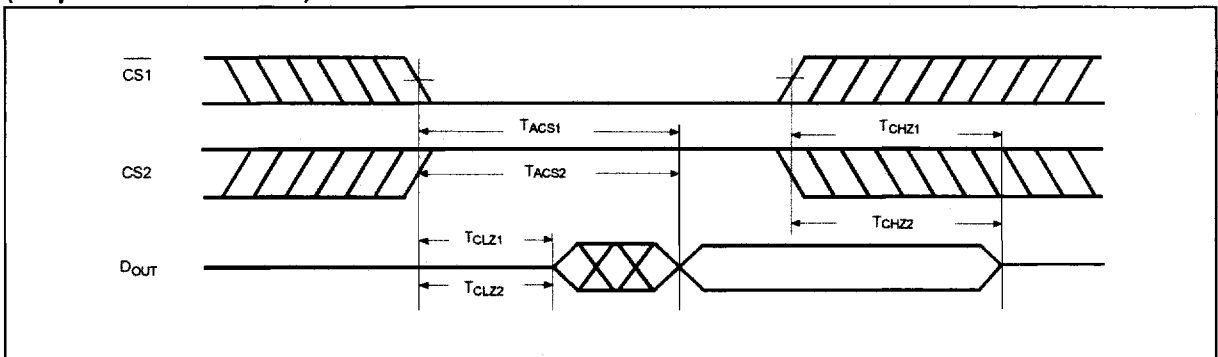 CS1
TACS1
TCHZ1
CS2
TACS2
TCHZ2
TCLZ1
DOUT
TCLZ2